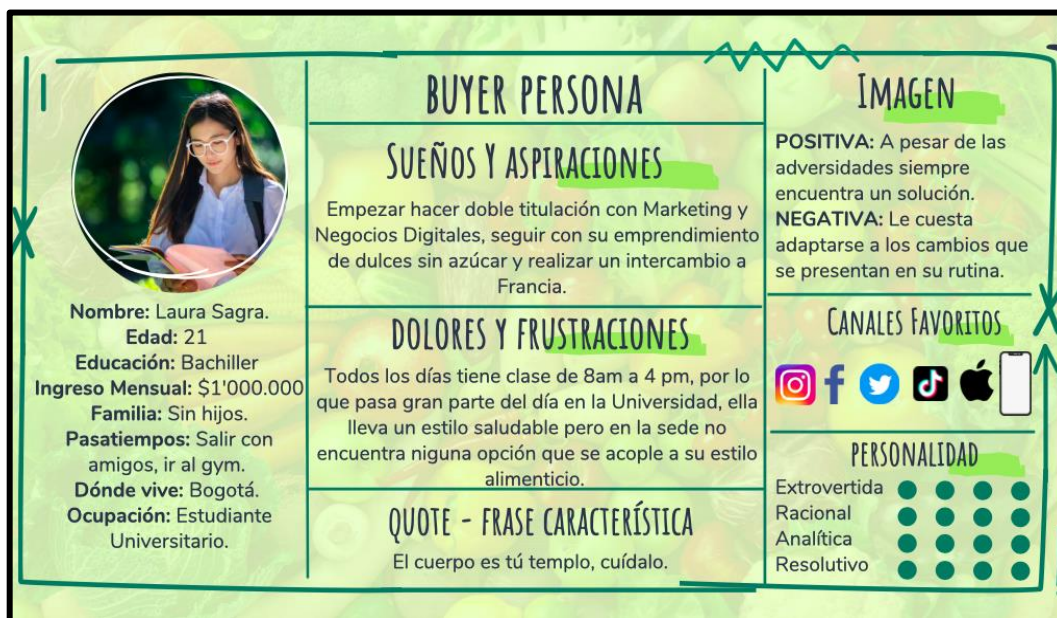 Nombre: Laura Sagra.
Edad: 21
Educación: Bachiller
Ingreso Mensual: $1'000.000
Familia: Sin hijos.
Pasatiempos: Salir con
amigos, ir al gym.
Dónde vive: Bogotá.
Ocupación: Estudiante
Universitario.
BUYER PERSONA
SUEÑOS Y ASPIRACIONES
Empezar hacer doble titulación con Marketing y
Negocios Digitales, seguir con su emprendimiento
de dulces sin azúcar y realizar un intercambio a
Francia.
DOLORES Y FRUSTRACIONES
Todos los días tiene clase de 8am a 4 pm, por lo
que pasa gran parte del día en la Universidad, ella
lleva un estilo saludable pero en la sede no
encuentra niguna opción que se acople a su estilo
alimenticio.
QUOTE - FRASE CARACTERÍSTICA
El cuerpo es tú templo, cuídalo.
IMAGEN
POSITIVA: A pesar de las
adversidades siempre
encuentra un solución.
NEGATIVA: Le cuesta
adaptarse a los cambios que
se presentan en su rutina.
CANALES FAVORITOS
PERSONALIDAD
Extrovertida
Racional
Analítica
Resolutivo